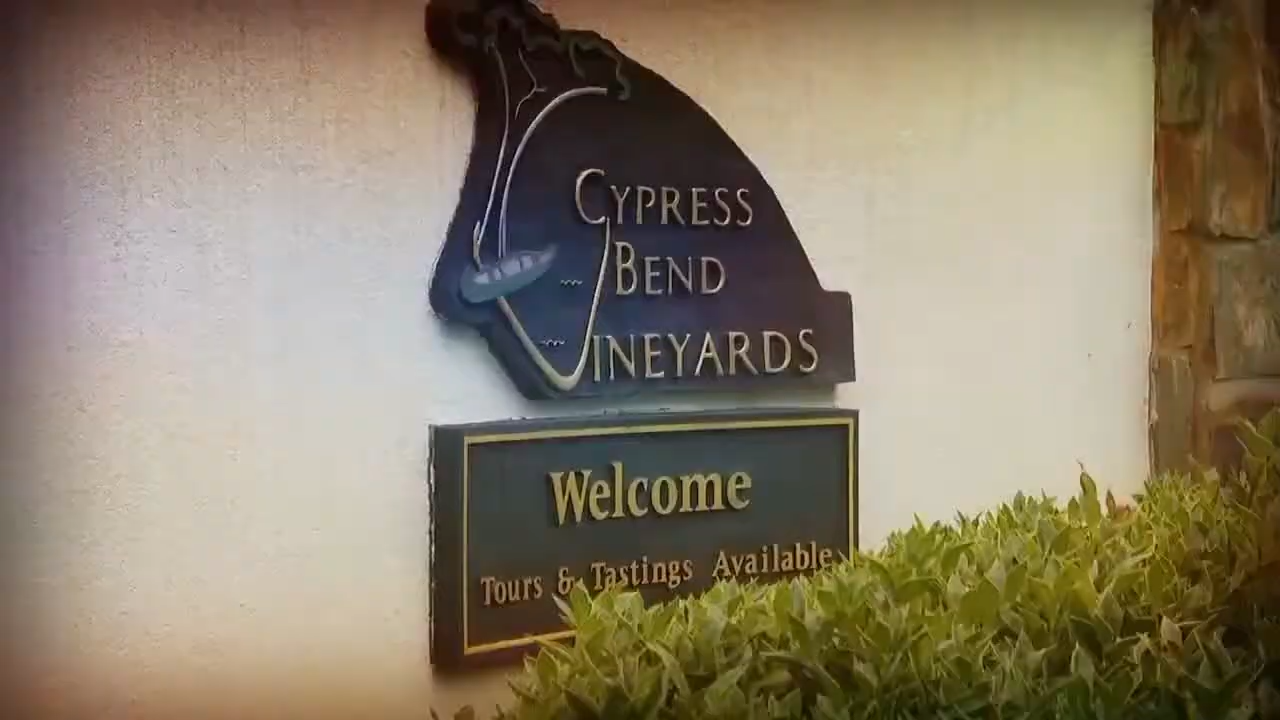 CYPRESS
BEND
VINEYARDS
Welcome
Tours & Tastings Available